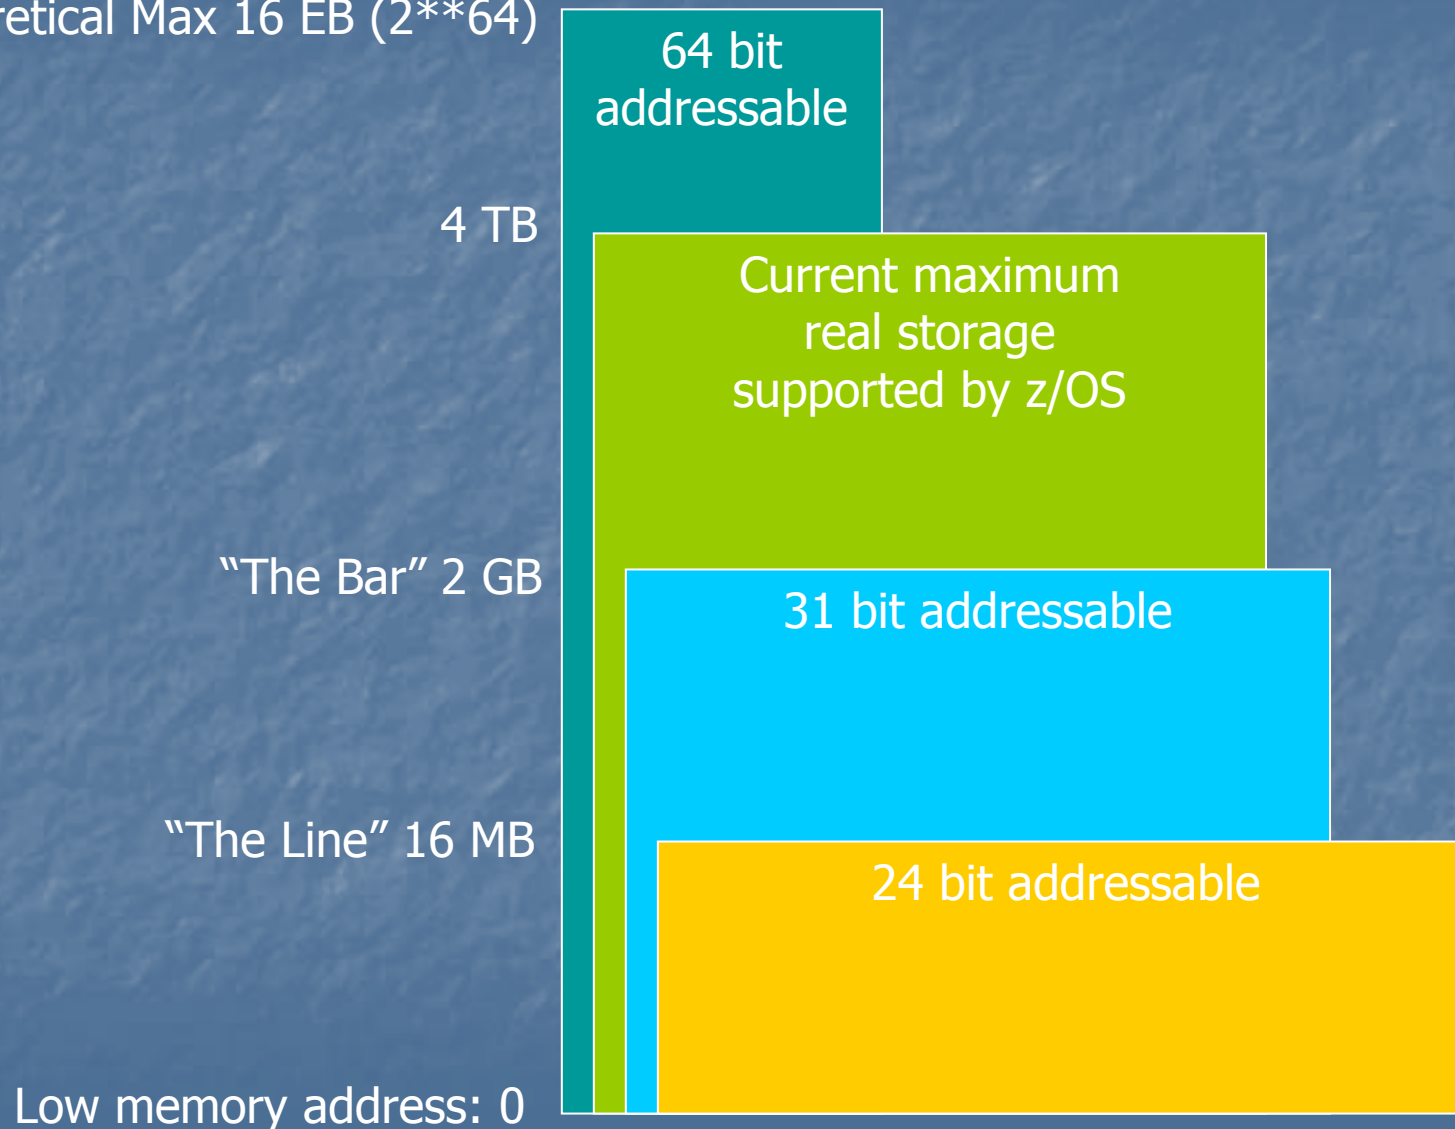 Max 16 EB (2**64)
64 bit
addressable
4 TB
Current maximum
real storage
supported by z/OS
“The Bar” 2 GB
31 bit addressable
“The Line” 16 MB
24 bit addressable
Low memory address: 0